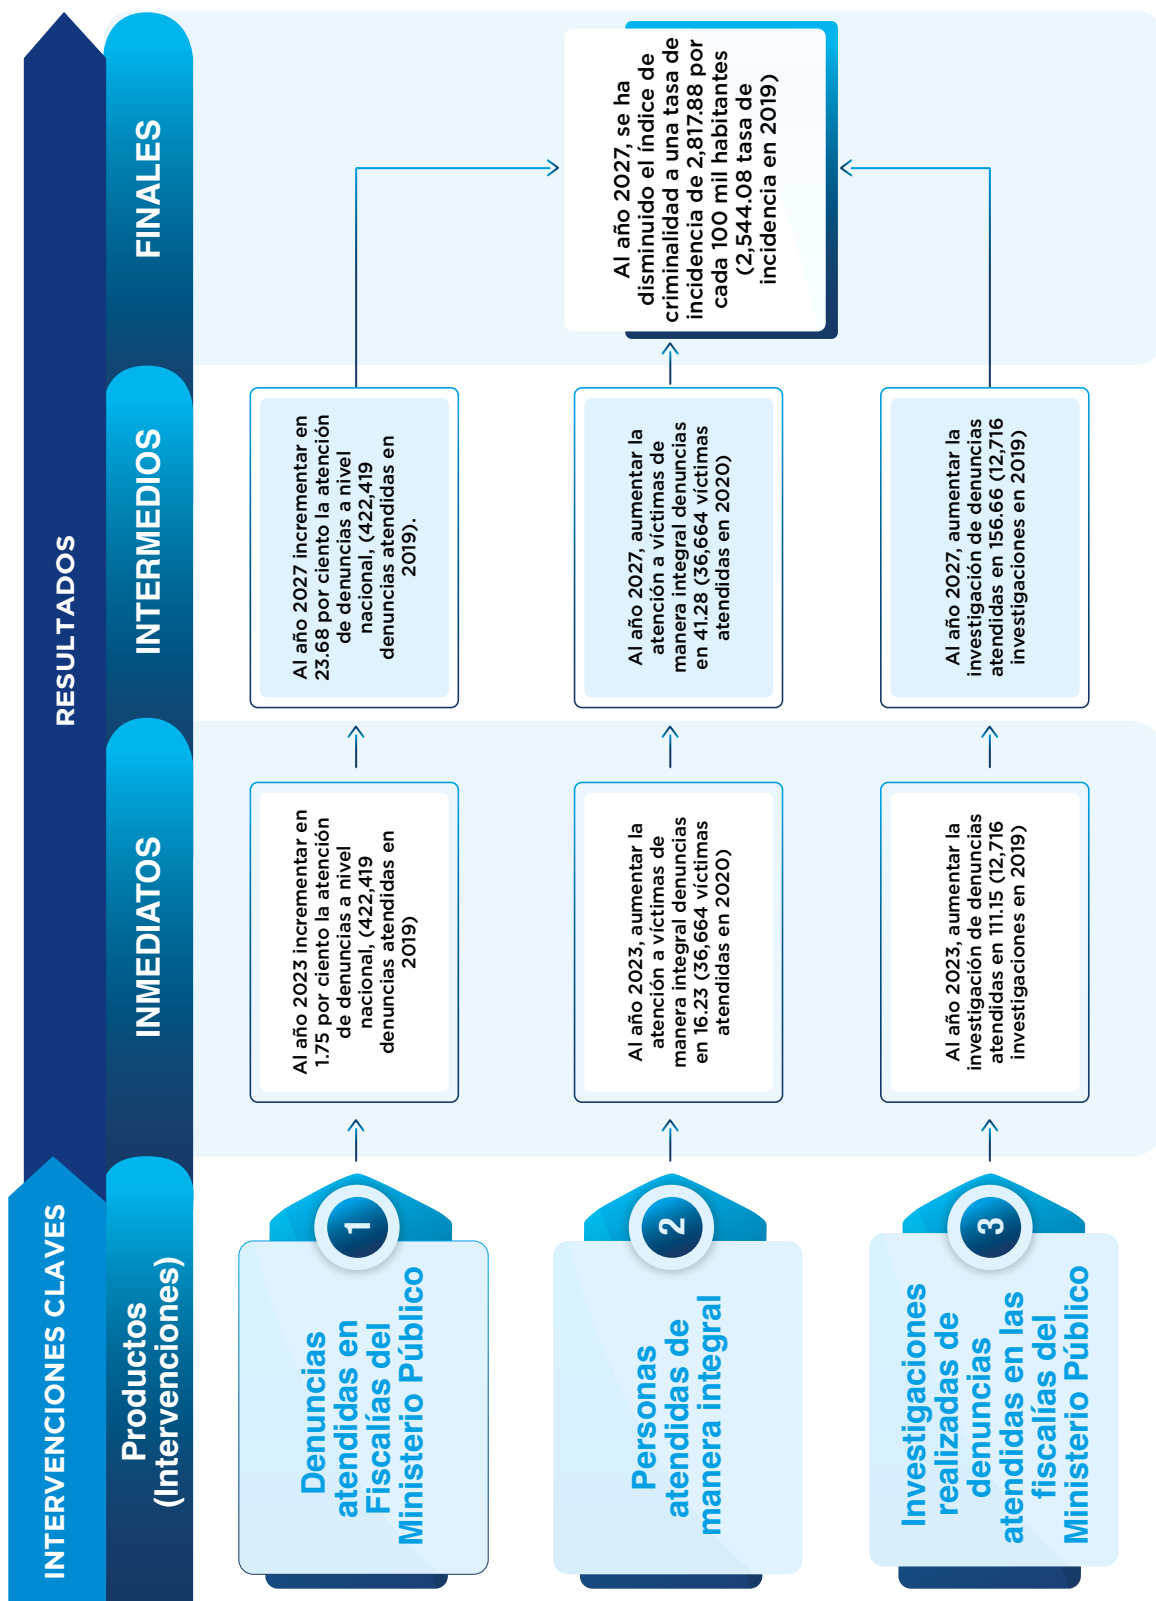 INTERVENCIONES CLAVES
RESULTADOS
Productos
(Intervenciones)
INMEDIATOS
INTERMEDIOS
FINALES
Denuncias
atendidas en
Fiscalías del
Ministerio Público
1
Al año 2023 incrementar en
1.75 por ciento la atención
de denuncias a nivel
nacional, (422,419
denuncias atendidas en
2019)
Al año 2027 incrementar en
23.68 por ciento la atención
de denuncias a nivel
nacional, (422,419
denuncias atendidas en
2019).
Personas
atendidas de
manera integral
2
Al año 2023, aumentar la
atención a víctimas de
manera integral denuncias
en 16.23 (36,664 víctimas
atendidas en 2020)
Al año 2027, aumentar la
atención a víctimas de
manera integral denuncias
en 41.28 (36,664 víctimas
atendidas en 2020)
Al año 2027, se ha
disminuido el índice de
criminalidad a una tasa de
incidencia de 2,817.88 por
cada 100 mil habitantes
(2,544.08 tasa de
incidencia en 2019)
Investigaciones
realizadas de
denuncias
atendidas en las
fiscalías del
Ministerio Público
3
Al año 2023, aumentar la
investigación de denuncias
atendidas en 111.15 (12,716
investigaciones en 2019)
Al año 2027, aumentar la
investigación de denuncias
atendidas en 156.66 (12,716
investigaciones en 2019)